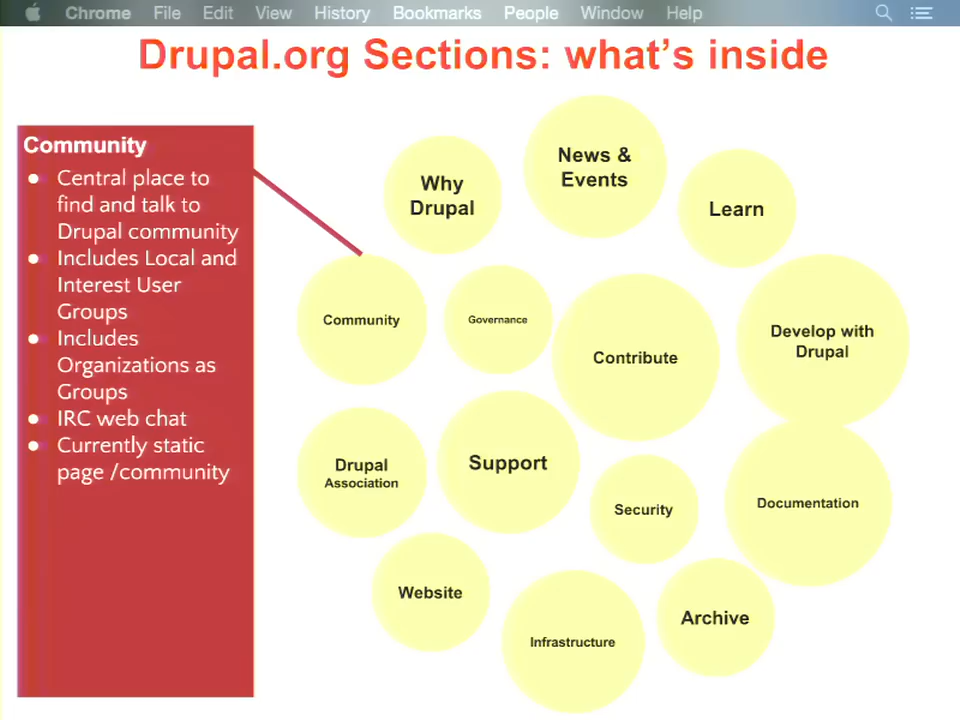 Chrome File Edit View History Bookmarks People Window Help
Drupal.org Sections: what's inside
Community
● Central place to
find and talk to
Drupal community
● Includes Local and
Interest User
Groups
● Includes
Organizations as
Groups
● IRC web chat
● Currently static
page /community
Why
Drupal
News &
Events
Learn
Community
Governance
Contribute
Develop with
Drupal
Drupal
Association
Support
Security
Documentation
Website
Infrastructure
Archive